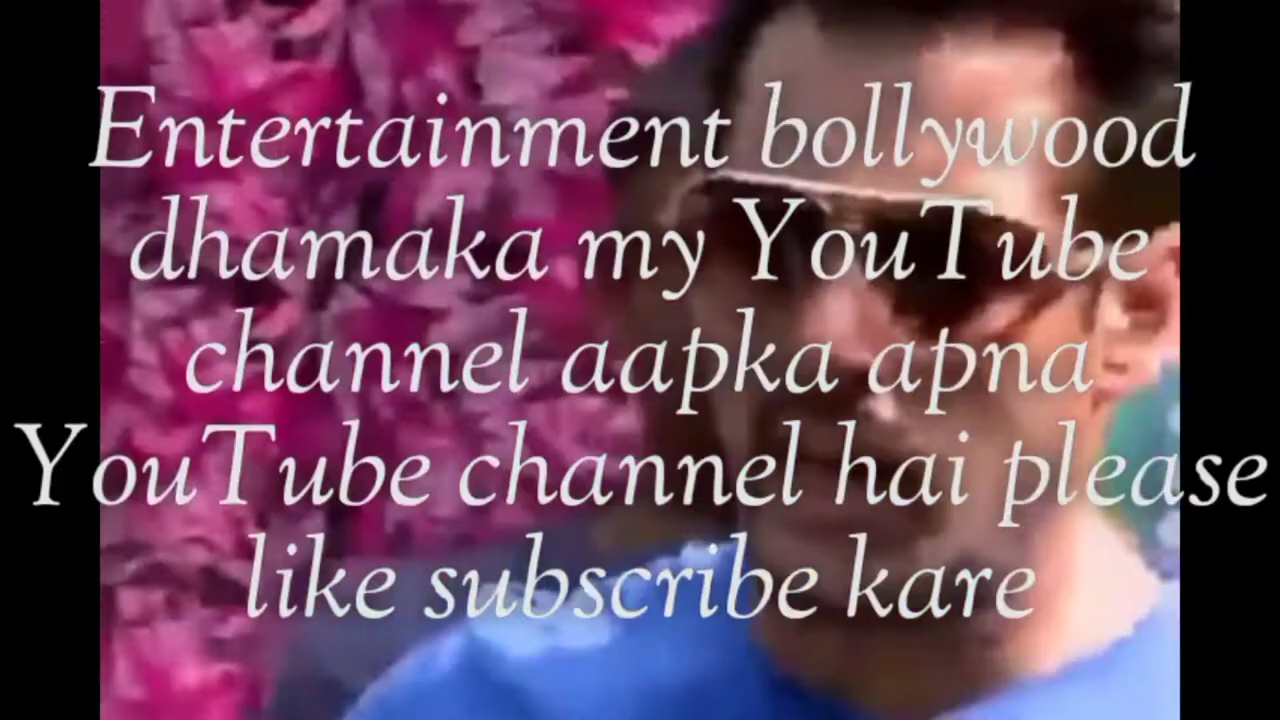 Entertainment bollywood
dhamaka my YouTube
channel aapka apna
YouTube channel hai please
like subscribe kare